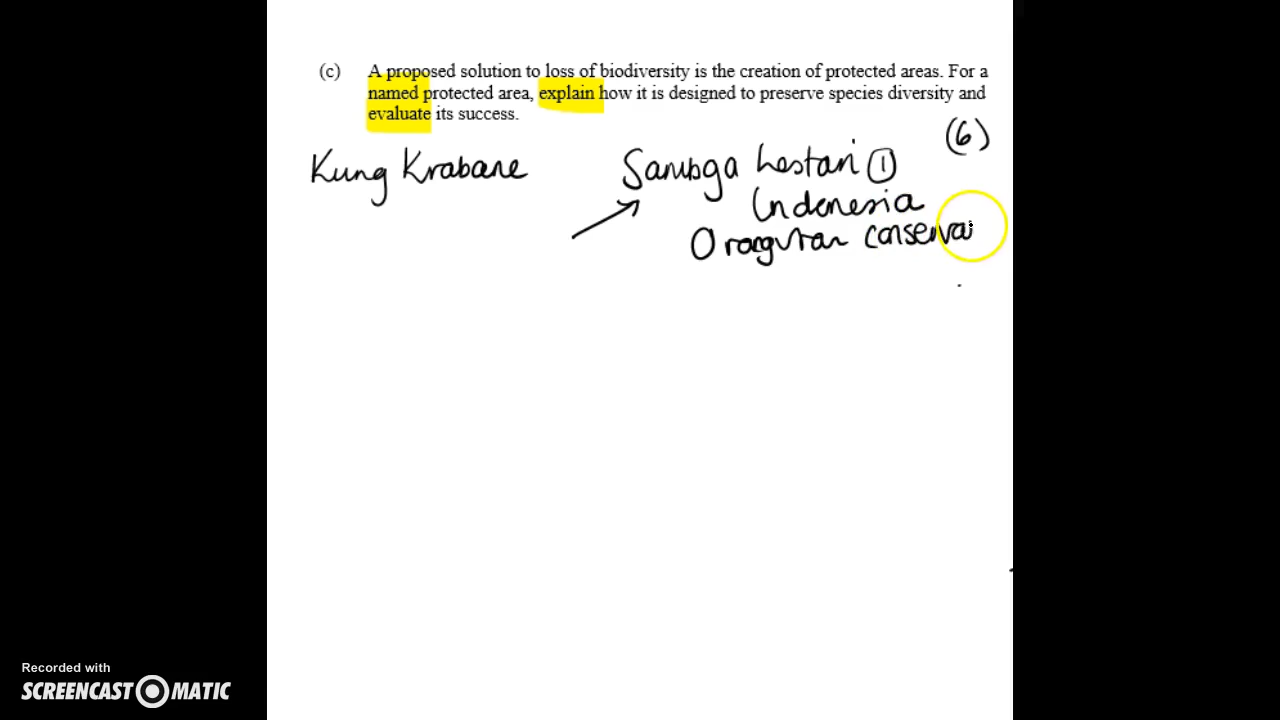 (c) A proposed solution to loss of biodiversity is the creation of protected areas. For a
named protected area, explain how it is designed to preserve species diversity and
evaluate its success.
(6)
Kung Krabane
Sambga Lestari ①
Indonesia
Orangutan conserva
Recorded with
SCREENCAST O MATIC